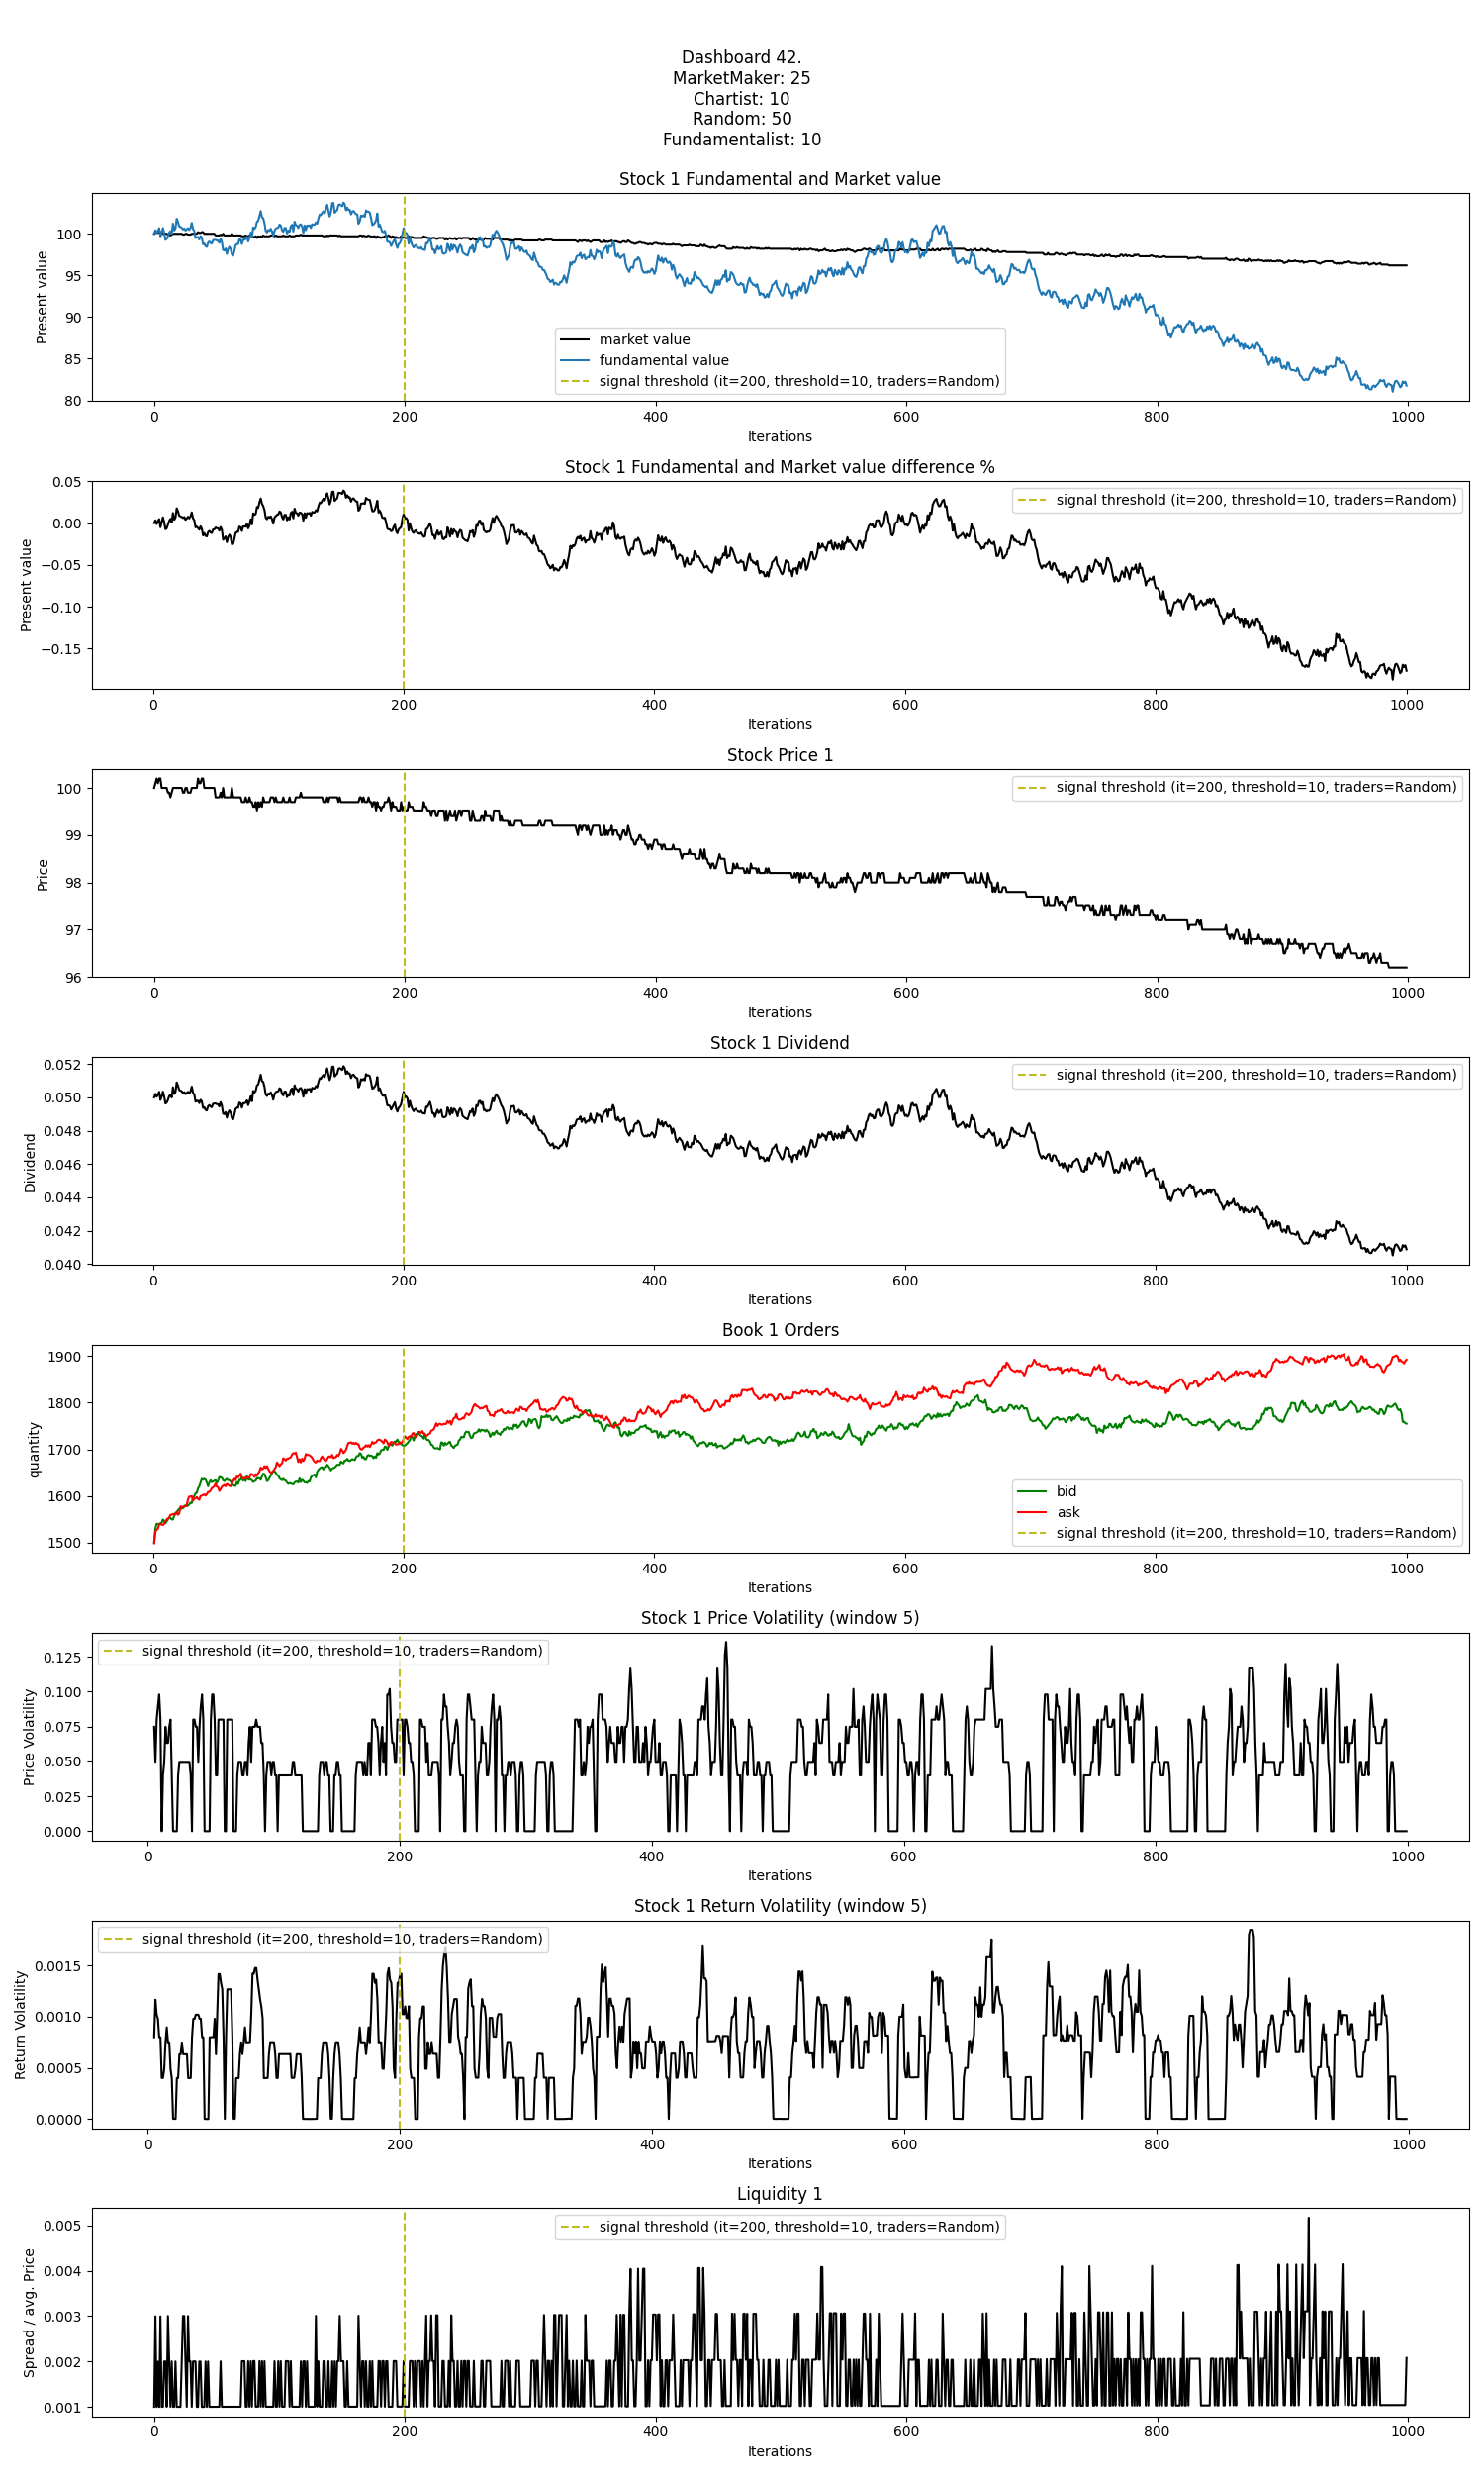 Dashboard 42.
MarketMaker: 25
Chartist: 10
Random: 50
Fundamentalist: 10
Stock 1 Fundamental and Market value
Present value
100
95
90
85
80
market value
fundamental value
signal threshold (it=200, threshold=10, traders=Random)
0 200 400 600 800 1000
Iterations
Stock 1 Fundamental and Market value difference %
Present value
0.05
0.00
−0.05
−0.10
−0.15
signal threshold (it=200, threshold=10, traders=Random)
0 200 400 600 800 1000
Iterations
Stock Price 1
Price
100
99
98
97
96
signal threshold (it=200, threshold=10, traders=Random)
0 200 400 600 800 1000
Iterations
Stock 1 Dividend
Dividend
0.052
0.050
0.048
0.046
0.044
0.042
0.040
signal threshold (it=200, threshold=10, traders=Random)
0 200 400 600 800 1000
Iterations
Book 1 Orders
quantity
1900
1800
1700
1600
1500
bid
ask
signal threshold (it=200, threshold=10, traders=Random)
0 200 400 600 800 1000
Iterations
Stock 1 Price Volatility (window 5)
Price Volatility
0.125
0.100
0.075
0.050
0.025
0.000
signal threshold (it=200, threshold=10, traders=Random)
0 200 400 600 800 1000
Iterations
Stock 1 Return Volatility (window 5)
Return Volatility
0.0015
0.0010
0.0005
0.0000
signal threshold (it=200, threshold=10, traders=Random)
0 200 400 600 800 1000
Iterations
Liquidity 1
Spread / avg. Price
0.005
0.004
0.003
0.002
0.001
signal threshold (it=200, threshold=10, traders=Random)
0 200 400 600 800 1000
Iterations